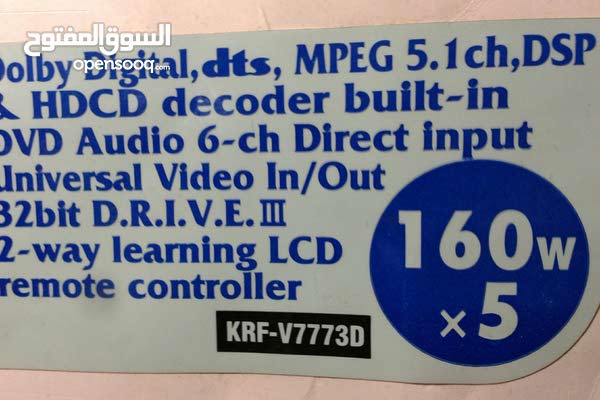 السوق المفتوح
opensooq.com
Dolby Digital, dts, MPEG 5.1ch, DSP
& HDCD decoder built-in
DVD Audio 6-ch Direct input
Universal Video In/Out
32bit D.R.I.V.E.III
2-way learning LCD
remote controller
160W
x 5
KRF-V7773D